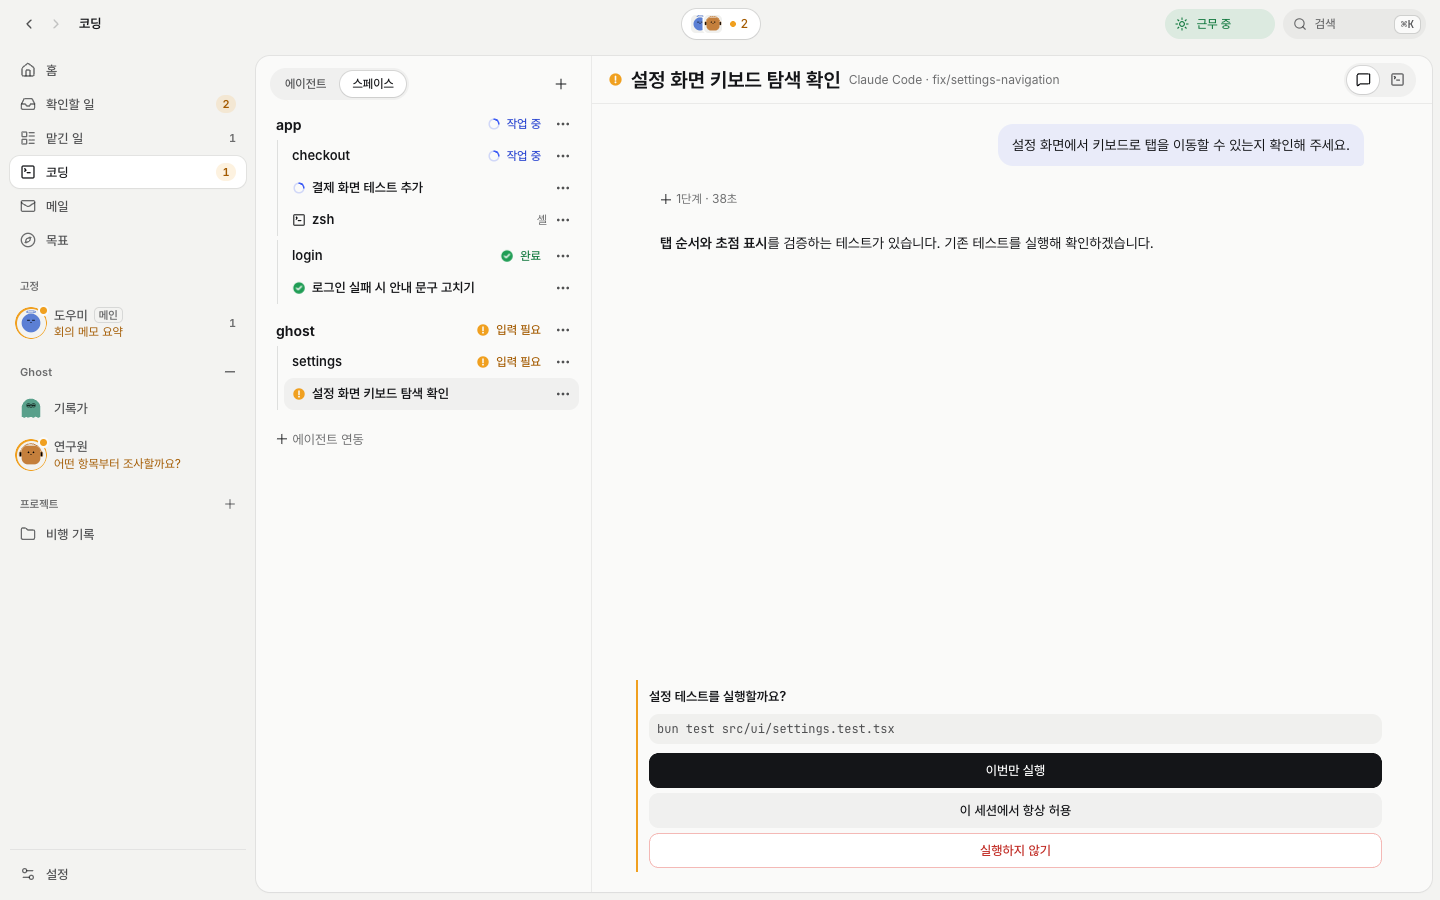 코딩
2
근무 중
검색
⌘K
홈
확인할 일
2
맡긴 일
1
코딩
1
메일
목표
고정
도우미
메인
회의 메모 요약
1
Ghost
기록가
연구원
어떤 항목부터 조사할까요?
프로젝트
비행 기록
설정
에이전트
스페이스
app
작업 중
checkout
작업 중
결제 화면 테스트 추가
zsh
셸
login
완료
로그인 실패 시 안내 문구 고치기
ghost
입력 필요
settings
입력 필요
설정 화면 키보드 탐색 확인
에이전트 연동
설정 화면 키보드 탐색 확인
Claude Code · fix/settings-navigation
설정 화면에서 키보드로 탭을 이동할 수 있는지 확인해 주세요.
1단계 · 38초
탭 순서와 초점 표시를 검증하는 테스트가 있습니다. 기존 테스트를 실행해 확인하겠습니다.
설정 테스트를 실행할까요?
bun test src/ui/settings.test.tsx
이번만 실행
이 세션에서 항상 허용
실행하지 않기